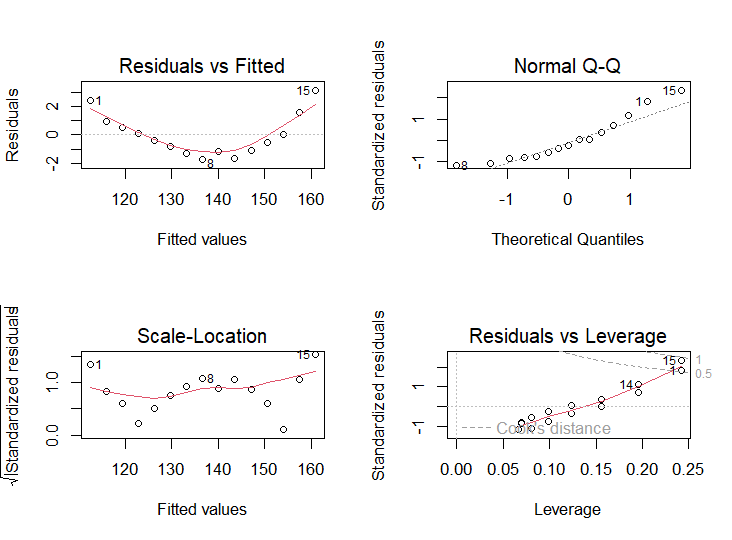 Residuals vs Fitted
Residuals
-2 0 2
1
8
15
120 130 140 150 160
Fitted values
Normal Q-Q
Standardized residuals
-1 1
8
1
15
-1 0 1
Theoretical Quantiles
Scale-Location
√|Standardized residuals|
0.0 1.0
1
8
15
120 130 140 150 160
Fitted values
Residuals vs Leverage
Standardized residuals
-1 1
15
1
14
1
0.5
Cook's distance
0.00 0.05 0.10 0.15 0.20 0.25
Leverage